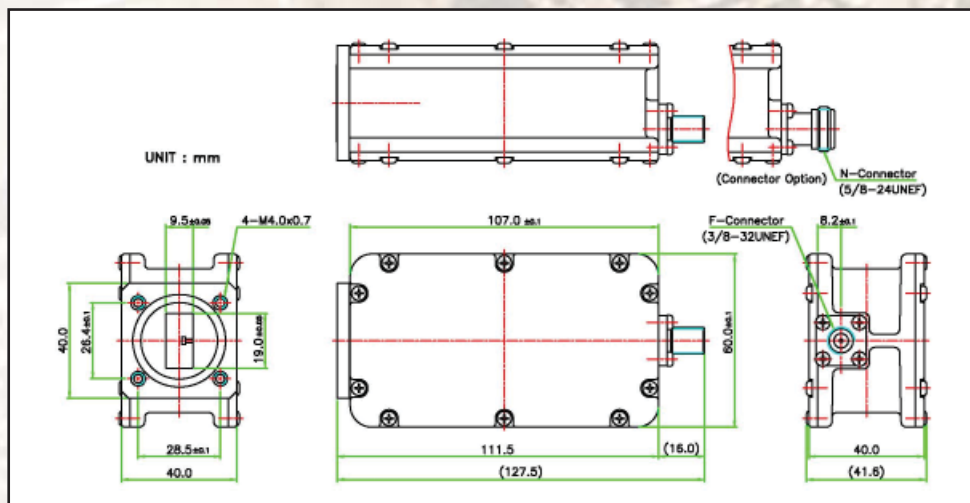 UNIT : mm
(Connector Option)
N-Connector
(5/8-24UNEF)
9.5±0.05
4-M4.0x0.7
107.0 ±0.1
F-Connector
(3/8-32UNEF)
8.2±0.1
40.0
26.4±0.1
19.0±0.05
60.0±0.1
28.5±0.1
40.0
111.5
(16.0)
(127.5)
40.0
(41.6)